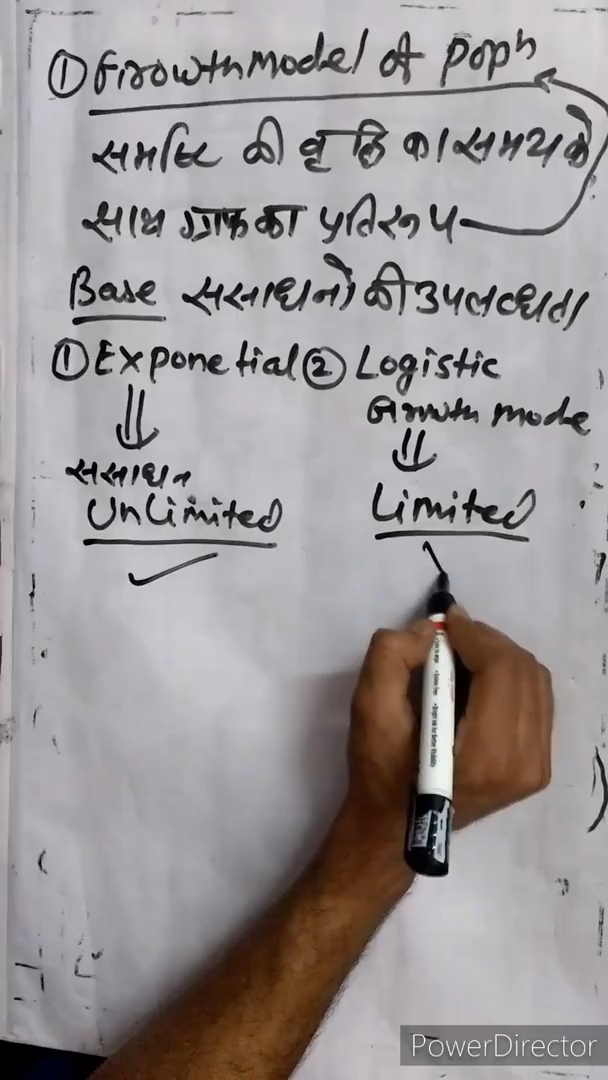 ① Growth model of popⁿ
समष्टि की वृद्धि का समय के
साथ ग्राफ का प्रतिरूप
Base संसाधनो की उपलब्धता
① Exponetial ② Logistic
Growth mode
संसाधन
Unlimited
Limited
PowerDirector